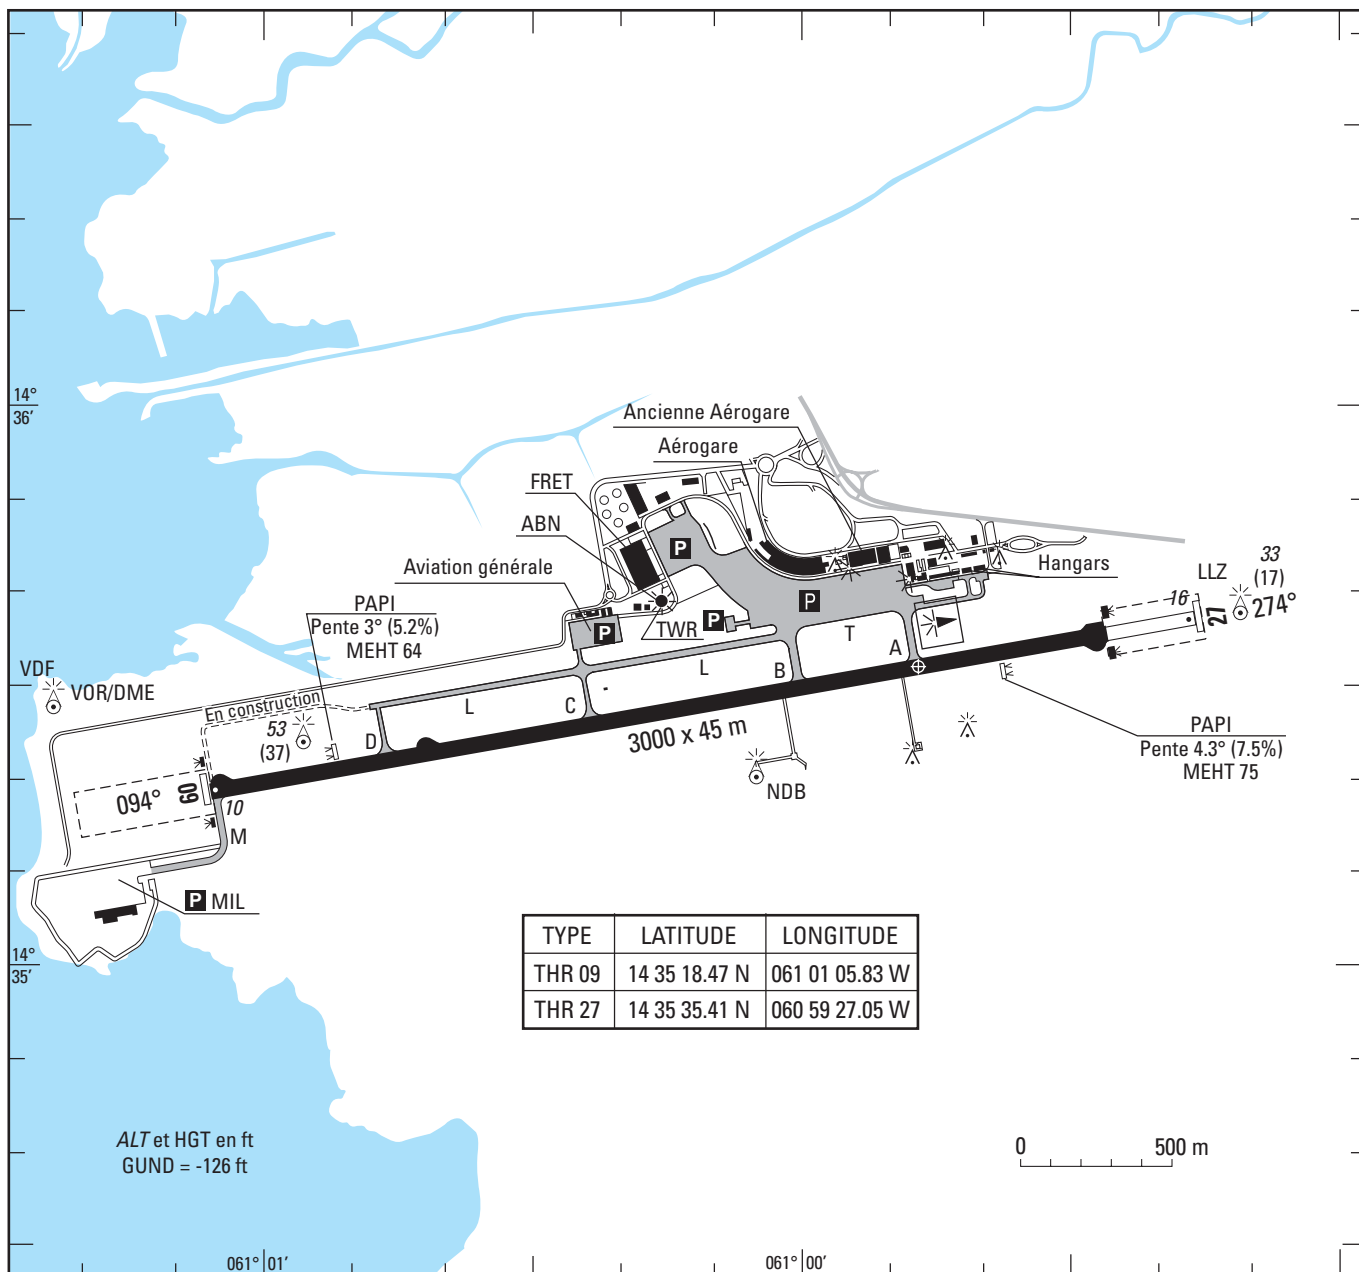 14°
36'
Ancienne Aérogare
Aérogare
FRET
ABN
P
Aviation générale
Hangars
33
(17)
LLZ
274°
27
16
PAPI
Pente 3° (5.2%)
MEHT 64
P
P
P
TWR
T
A
VDF
VOR/DME
L
B
En construction
L
C
53
(37)
D
3000 x 45 m
PAPI
Pente 4.3° (7.5%)
MEHT 75
NDB
094°
09
10
M
P MIL
14°
35'
TYPE LATITUDE LONGITUDE
THR 09 14 35 18.47 N 061 01 05.83 W
THR 27 14 35 35.41 N 060 59 27.05 W
ALT et HGT en ft
GUND = -126 ft
0 500 m
061° 01'
061° 00'